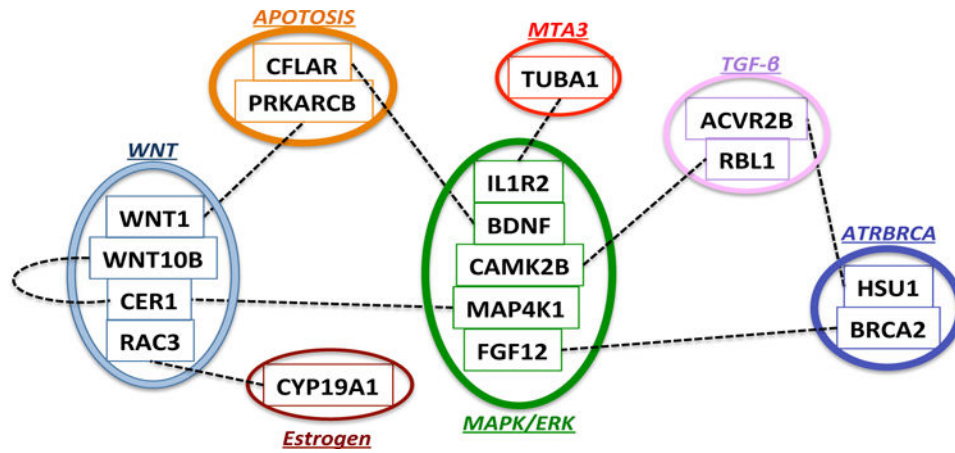 APOTOSIS
CFLAR
PRKARCB
MTA3
TUBA1
TGF-β
ACVR2B
RBL1
WNT
WNT1
WNT10B
CER1
RAC3
IL1R2
BDNF
CAMK2B
MAP4K1
FGF12
MAPK/ERK
ATRBRCA
HSU1
BRCA2
CYP19A1
Estrogen